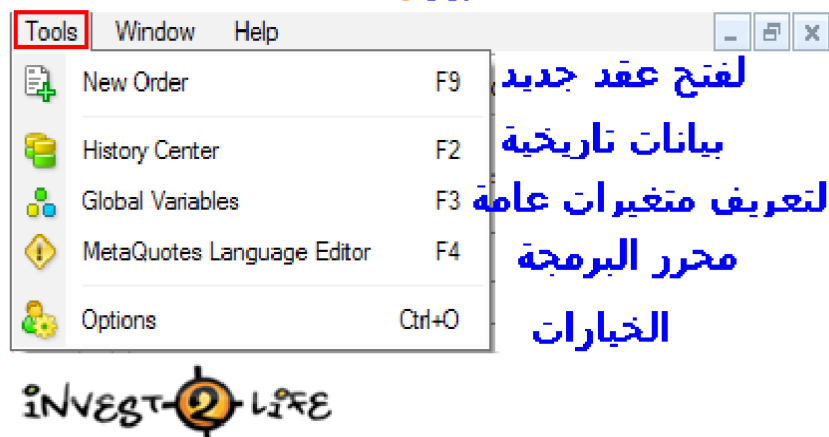 Tools Window Help
New Order F9 لفتح عقد جديد
History Center F2 بيانات تاريخية
Global Variables F3 لتعريف متغيرات عامة
MetaQuotes Language Editor F4 محرر البرمجة
Options Ctrl+O الخيارات
iNVEST-2-LiFE